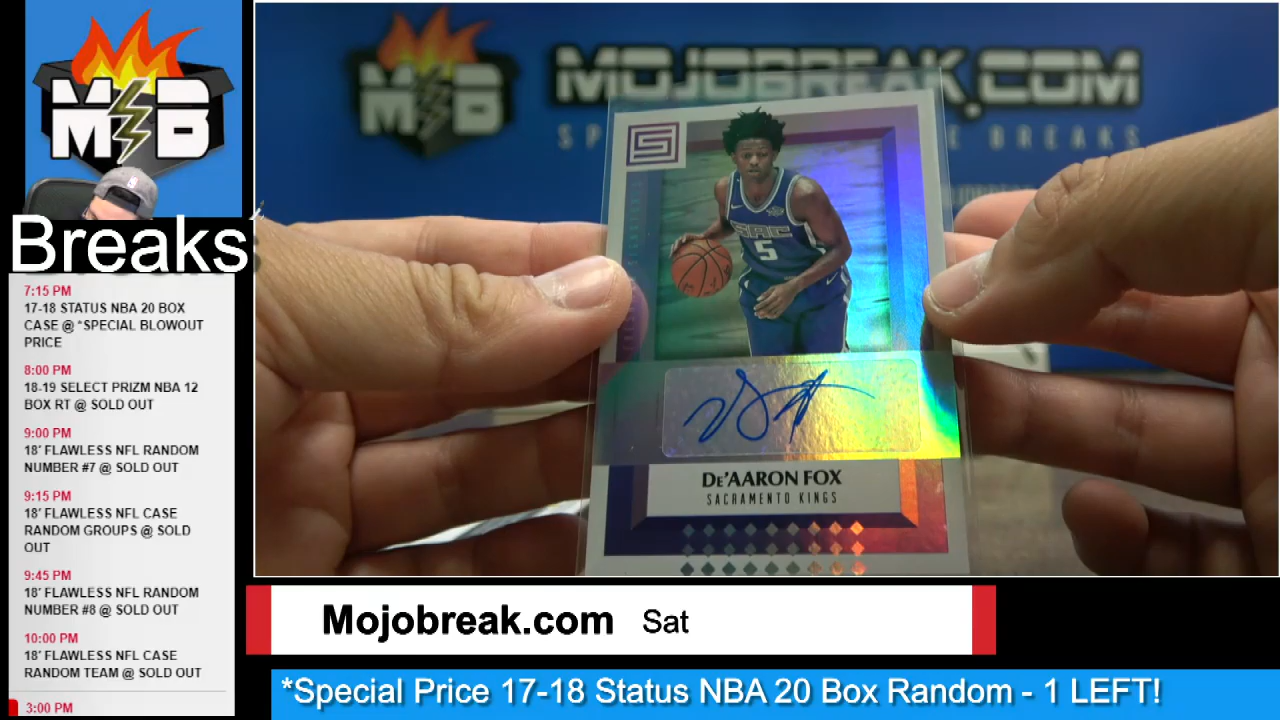 M B
Breaks
7:15 PM
17-18 STATUS NBA 20 BOX
CASE @ *SPECIAL BLOWOUT
PRICE
8:00 PM
18-19 SELECT PRIZM NBA 12
BOX RT @ SOLD OUT
9:00 PM
18' FLAWLESS NFL RANDOM
NUMBER #7 @ SOLD OUT
9:15 PM
18' FLAWLESS NFL CASE
RANDOM GROUPS @ SOLD
OUT
9:45 PM
18' FLAWLESS NFL RANDOM
NUMBER #8 @ SOLD OUT
10:00 PM
18' FLAWLESS NFL CASE
RANDOM TEAM @ SOLD OUT
3:00 PM
M B MOJOBREAK.COM
BREAKS
S
SAC
5
DE'AARON FOX
SACRAMENTO KINGS
Mojobreak.com Sat
*Special Price 17-18 Status NBA 20 Box Random - 1 LEFT!